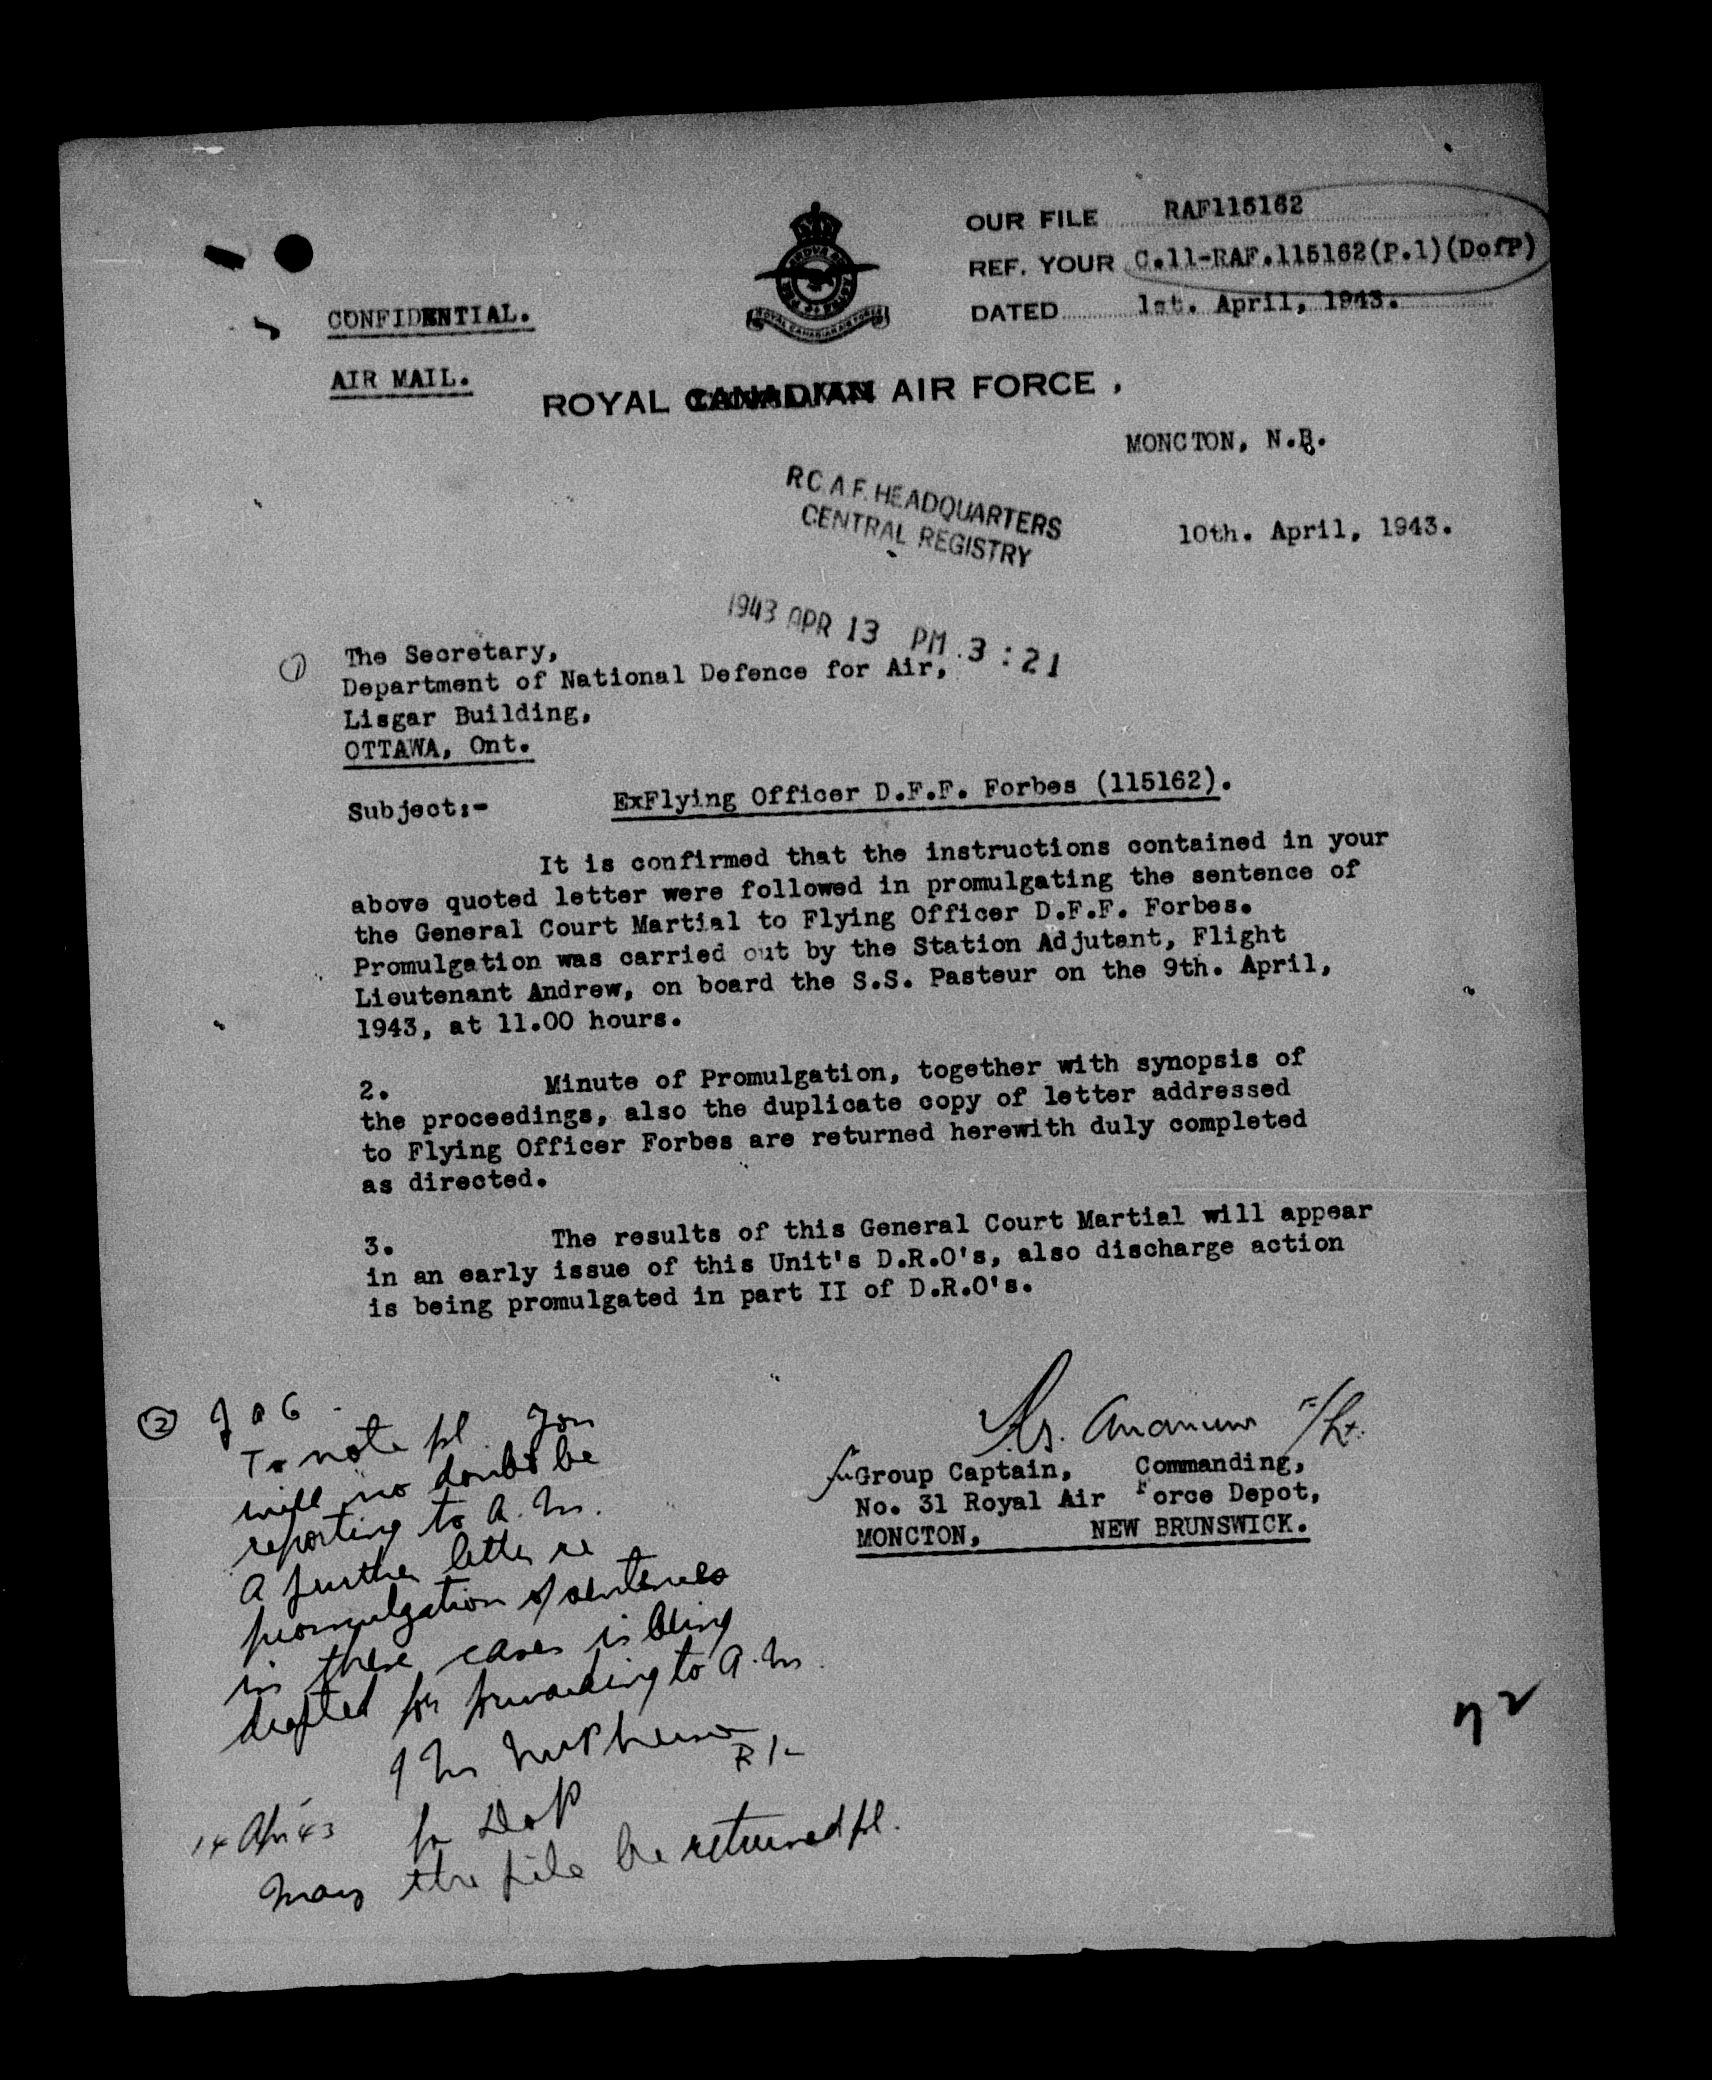 OUR FILE RAF115162
REF. YOUR C.11-RAF.115162(P.1)(DofP)
DATED 1st. April, 1943.
CONFIDENTIAL.
AIR MAIL.
ROYAL CANADIAN AIR FORCE,
MONCTON, N.B.
R C A F. HEADQUARTERS
CENTRAL REGISTRY
10th. April, 1943.
1943 APR 13 PM 3:21
① The Secretary,
Department of National Defence for Air,
Lisgar Building,
OTTAWA, Ont.
Subject:- ExFlying Officer D.F.F. Forbes (115162).
It is confirmed that the instructions contained in your
above quoted letter were followed in promulgating the sentence of
the General Court Martial to Flying Officer D.F.F. Forbes.
Promulgation was carried out by the Station Adjutant, Flight
Lieutenant Andrew, on board the S.S. Pasteur on the 9th. April,
1943, at 11.00 hours.
2. Minute of Promulgation, together with synopsis of
the proceedings, also the duplicate copy of letter addressed
to Flying Officer Forbes are returned herewith duly completed
as directed.
3. The results of this General Court Martial will appear
in an early issue of this Unit's D.R.O's, also discharge action
is being promulgated in part II of D.R.O's.
F/Lt.
for Group Captain, Commanding,
No. 31 Royal Air Force Depot,
MONCTON, NEW BRUNSWICK.
② J a G -
To note pl. You
will no doubt be
reporting to A.M.
A further letter re
promulgation of sentences
in these cases is being
drafted for forwarding to A.M.
14 Apr 43 for DofP
May the file be returned pl.
72